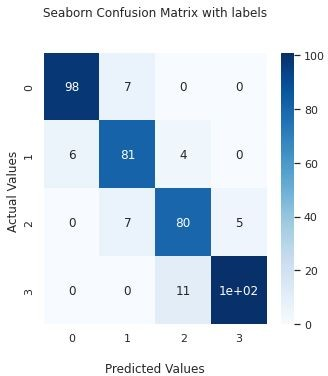 Seaborn Confusion Matrix with labels
100
0 98 7 0 0
80
1 6 81 4 0
60
Actual Values
40
2 0 7 80 5
20
3 0 0 11 1e+02
0
0 1 2 3
Predicted Values